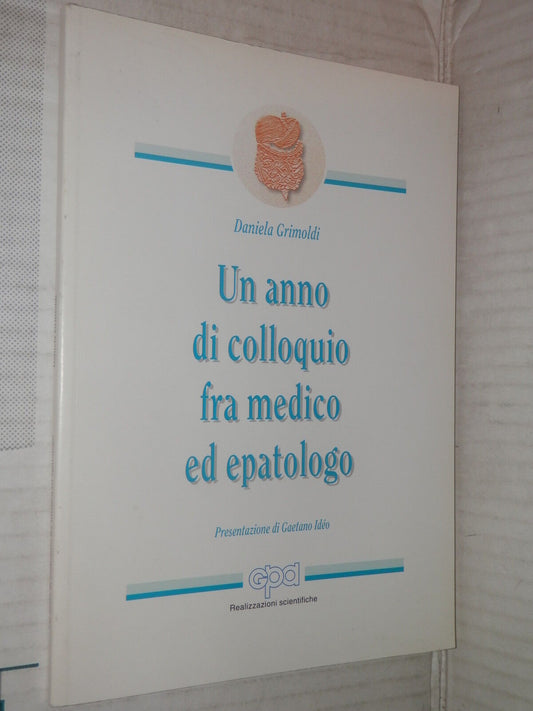 Daniela Grimoldi
Un anno
di colloquio
fra medico
ed epatologo
Presentazione di Gaetano Idéo
Gpa
Realizzazioni scientifiche